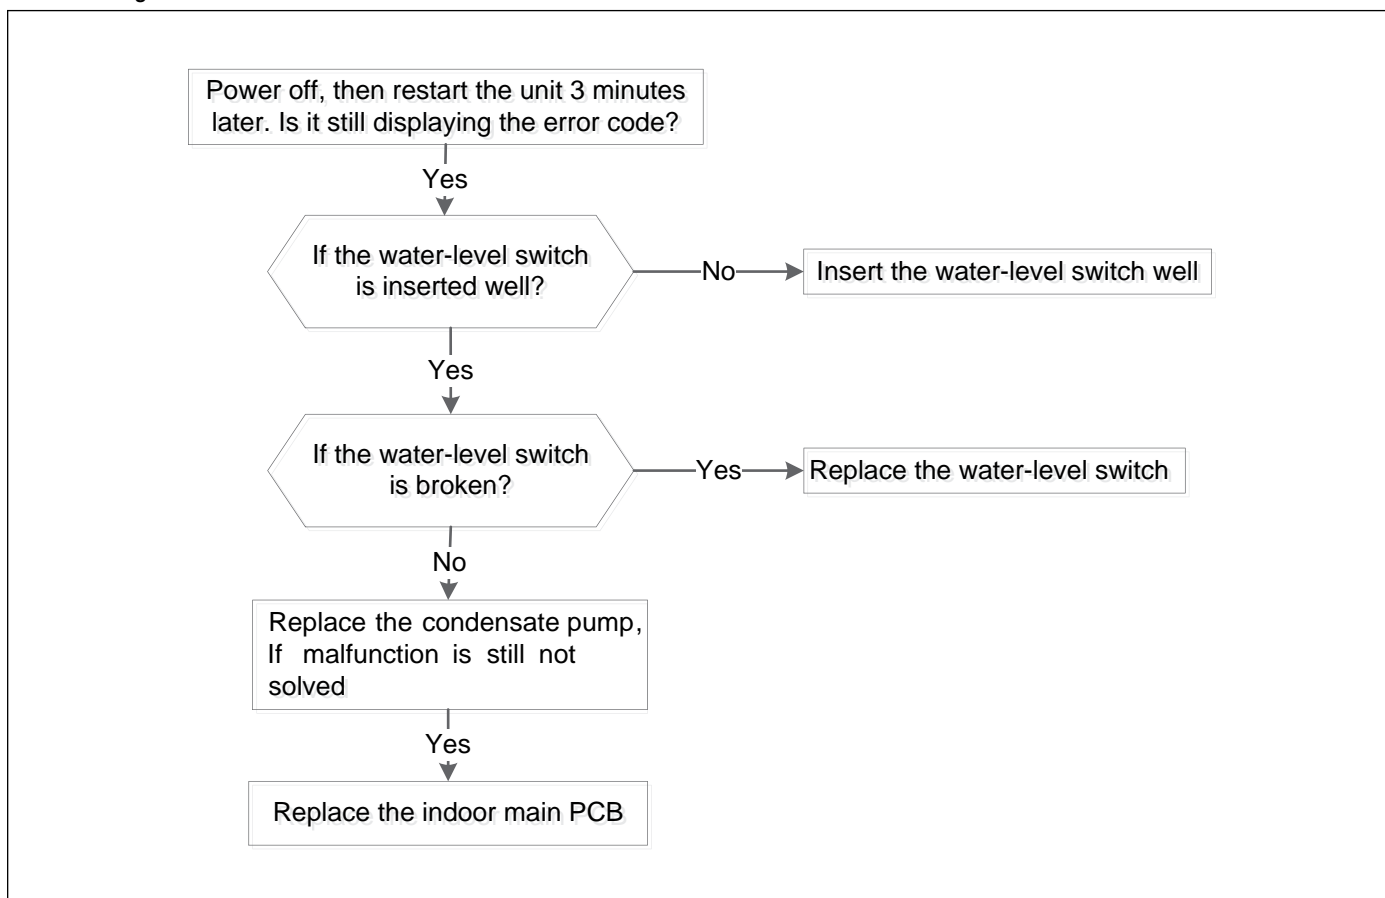 Power off, then restart the unit 3 minutes
later. Is it still displaying the error code?
Yes
If the water-level switch
is inserted well?
No
Insert the water-level switch well
Yes
If the water-level switch
is broken?
Yes
Replace the water-level switch
No
Replace the condensate pump,
If malfunction is still not
solved
Yes
Replace the indoor main PCB